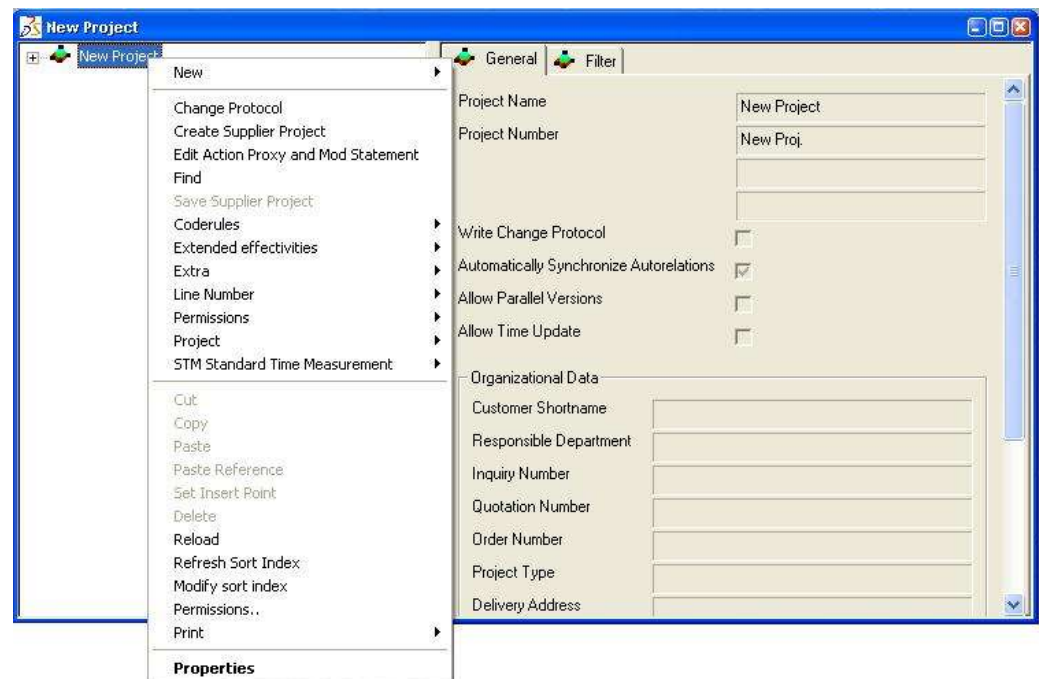 New Project
New Project
New
Change Protocol
Create Supplier Project
Edit Action Proxy and Mod Statement
Find
Save Supplier Project
Coderules
Extended effectivities
Extra
Line Number
Permissions
Project
STM Standard Time Measurement
Cut
Copy
Paste
Paste Reference
Set Insert Point
Delete
Reload
Refresh Sort Index
Modify sort index
Permissions..
Print
Properties
General
Filter
Project Name
New Project
Project Number
New Proj.
Write Change Protocol
Automatically Synchronize Autorelations
Allow Parallel Versions
Allow Time Update
Organizational Data
Customer Shortname
Responsible Department
Inquiry Number
Quotation Number
Order Number
Project Type
Delivery Address